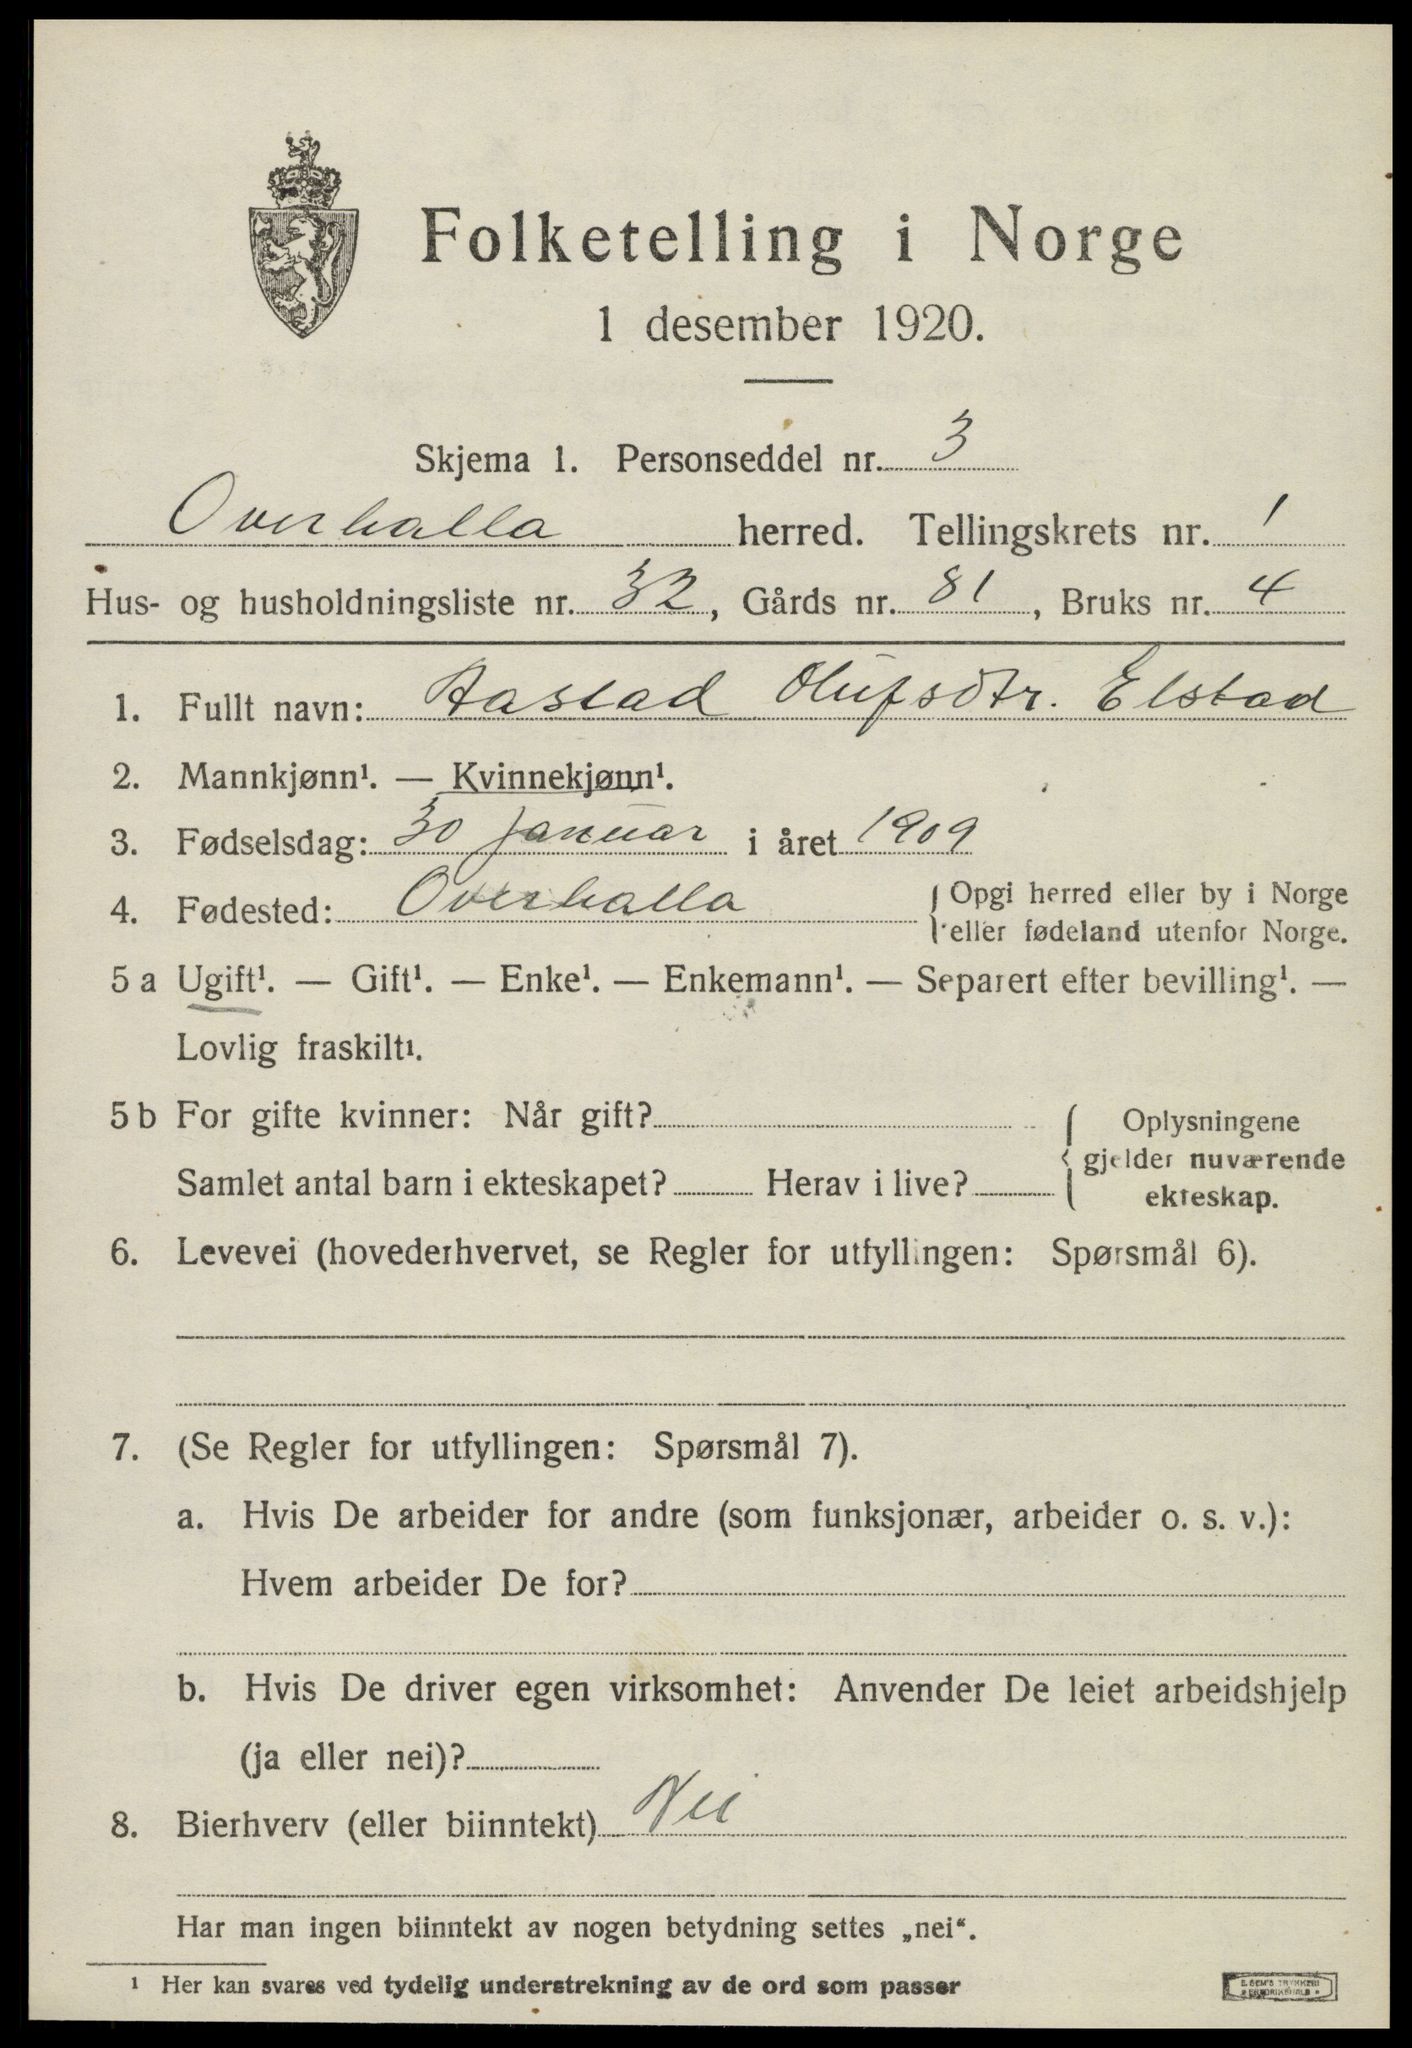 Folketelling i Norge
1 desember 1920.
Skjema 1. Personseddel nr. 3
Overhalla herred. Tellingskrets nr. 1
Hus- og husholdningsliste nr. 32, Gårds nr. 81, Bruks nr. 4
1. Fullt navn: Aastad Olufsdtr. Elstad
2. Mannkjønn¹. — Kvinnekjønn¹.
3. Fødselsdag: 30 januar i året 1909
4. Fødested: Overhalla { Opgi herred eller by i Norge
eller fødeland utenfor Norge.
5 a Ugift¹. — Gift¹. — Enke¹. — Enkemann¹. — Separert efter bevilling¹. —
Lovlig fraskilt¹.
5 b For gifte kvinner: Når gift? { Oplysningene
gjelder nuværende
Samlet antal barn i ekteskapet? Herav i live? ekteskap.
6. Levevei (hovederhvervet, se Regler for utfyllingen: Spørsmål 6).
7. (Se Regler for utfyllingen: Spørsmål 7).
a. Hvis De arbeider for andre (som funksjonær, arbeider o. s. v.):
Hvem arbeider De for?
b. Hvis De driver egen virksomhet: Anvender De leiet arbeidshjelp
(ja eller nei)?
8. Bierhverv (eller biinntekt) Nei
Har man ingen biinntekt av nogen betydning settes „nei“.
¹ Her kan svares ved tydelig understrekning av de ord som passer